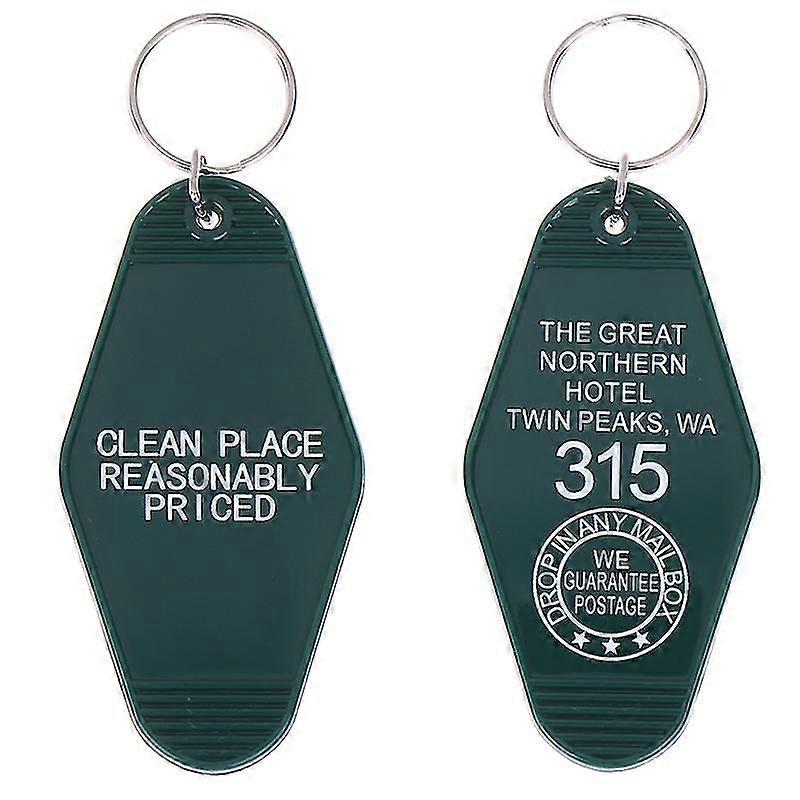 CLEAN PLACE
REASONABLY
PRICED
THE GREAT
NORTHERN
HOTEL
TWIN PEAKS, WA
315
DROP IN ANY MAIL BOX
WE
GUARANTEE
POSTAGE